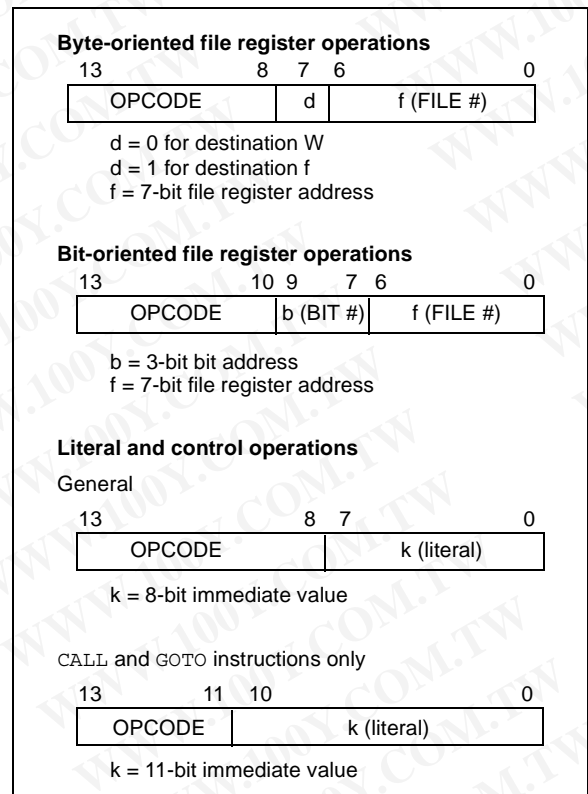 Byte-oriented file register operations
13 8 7 6 0
OPCODE d f (FILE #)
d = 0 for destination W
d = 1 for destination f
f = 7-bit file register address
Bit-oriented file register operations
13 10 9 7 6 0
OPCODE b (BIT #) f (FILE #)
b = 3-bit bit address
f = 7-bit file register address
Literal and control operations
General
13 8 7 0
OPCODE k (literal)
k = 8-bit immediate value
CALL and GOTO instructions only
13 11 10 0
OPCODE k (literal)
k = 11-bit immediate value
WWW.100Y.COM.TW